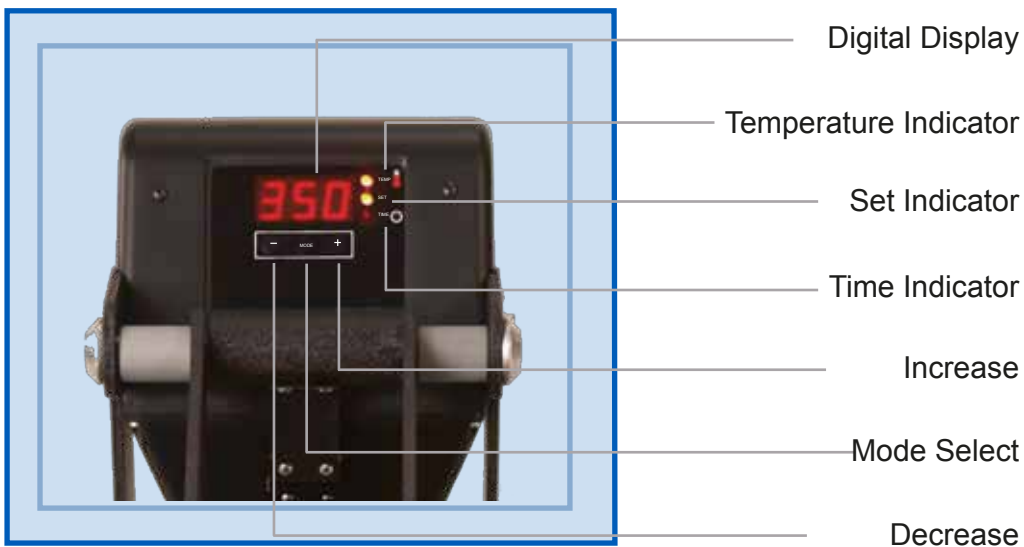 Digital Display
Temperature Indicator
TEMP
350
SET
Set Indicator
TIME
− MODE +
Time Indicator
Increase
Mode Select
Decrease